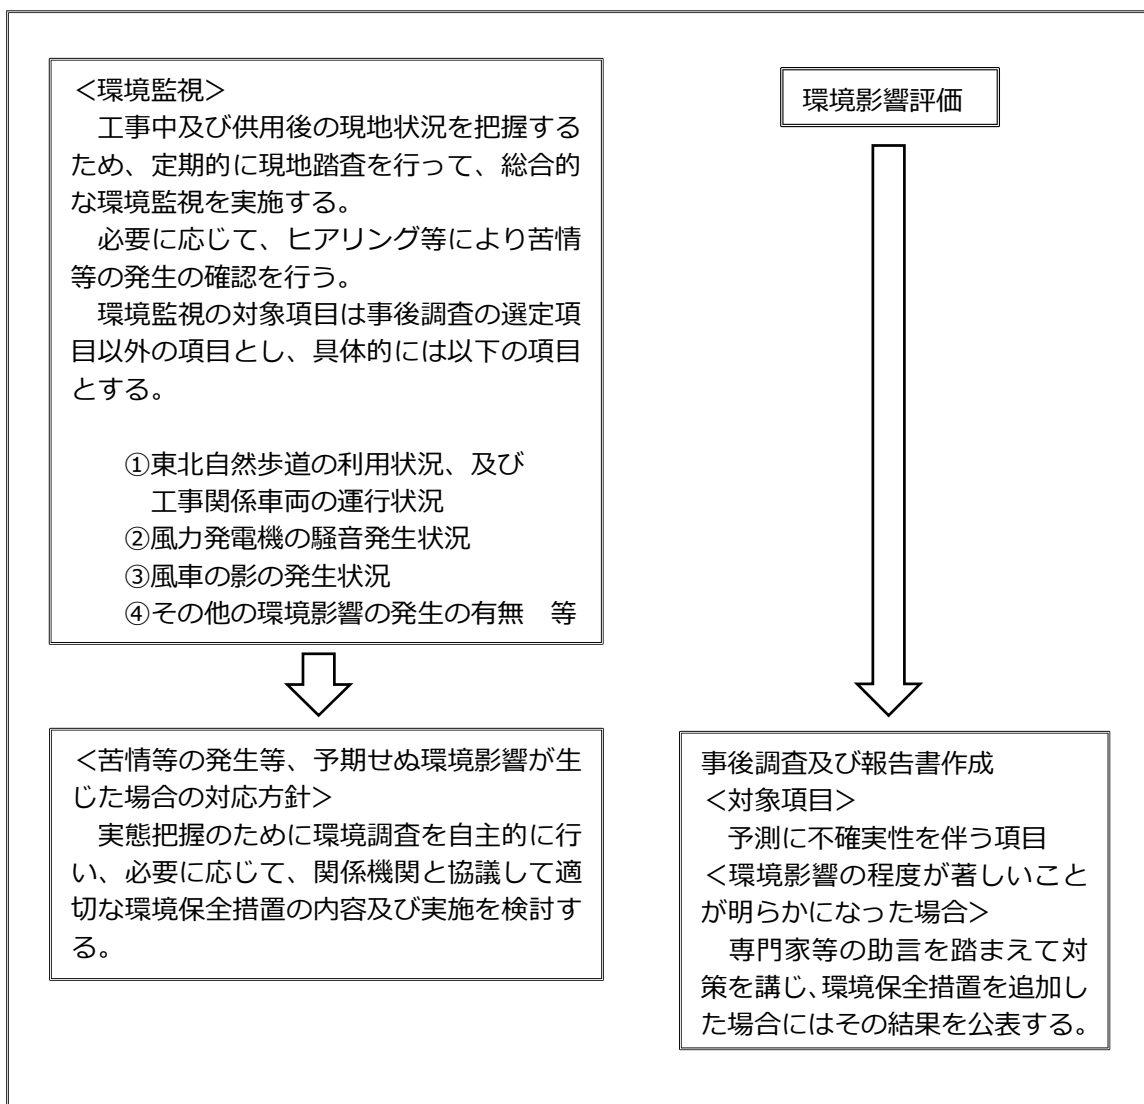 ＜環境監視＞
　工事中及び供用後の現地状況を把握する
ため、定期的に現地踏査を行って、総合的
な環境監視を実施する。
　必要に応じて、ヒアリング等により苦情
等の発生の確認を行う。
　環境監視の対象項目は事後調査の選定項
目以外の項目とし、具体的には以下の項目
とする。
①東北自然歩道の利用状況、及び
　工事関係車両の運行状況
②風力発電機の騒音発生状況
③風車の影の発生状況
④その他の環境影響の発生の有無　等
＜苦情等の発生等、予期せぬ環境影響が生
じた場合の対応方針＞
　実態把握のために環境調査を自主的に行
い、必要に応じて、関係機関と協議して適
切な環境保全措置の内容及び実施を検討す
る。
環境影響評価
事後調査及び報告書作成
＜対象項目＞
　予測に不確実性を伴う項目
＜環境影響の程度が著しいこと
が明らかになった場合＞
　専門家等の助言を踏まえて対
策を講じ、環境保全措置を追加し
た場合にはその結果を公表する。